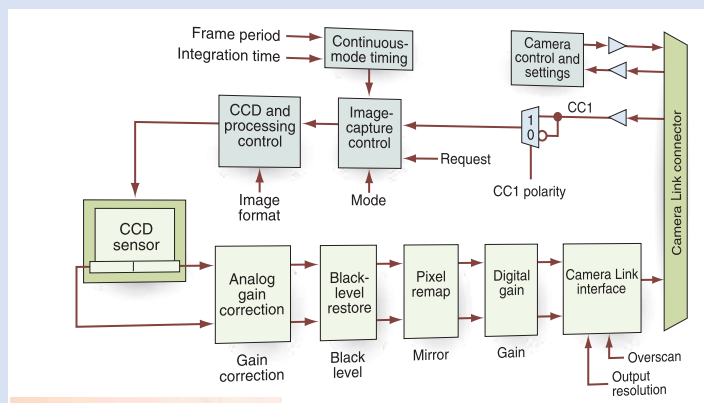 Frame period
Integration time
Continuous-
mode timing
Camera
control and
settings
CCD and
processing
control
Image-
capture
control
1
0
CC1
Request
CC1 polarity
Image
format
Mode
Camera Link connector
CCD
sensor
Analog
gain
correction
Black-
level
restore
Pixel
remap
Digital
gain
Camera Link
interface
Gain
correction
Black
level
Mirror
Gain
Overscan
Output
resolution